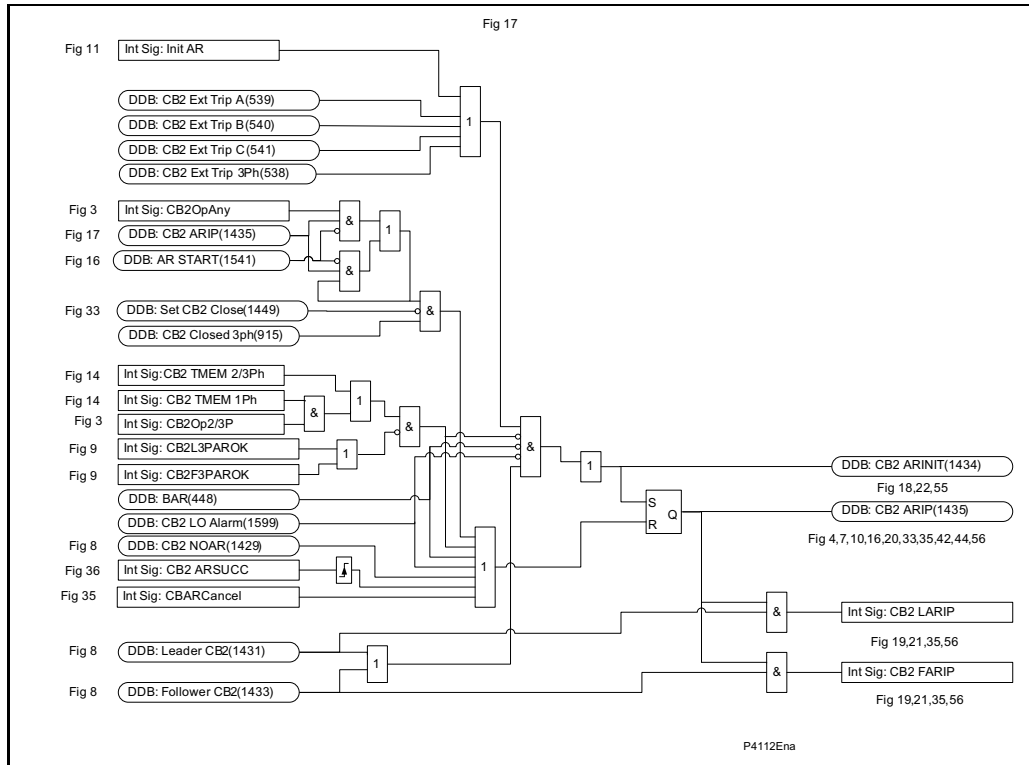 Fig 17
Fig 11 Int Sig: Init AR
DDB: CB2 Ext Trip A(539)
DDB: CB2 Ext Trip B(540)
DDB: CB2 Ext Trip C(541)
DDB: CB2 Ext Trip 3Ph(538)
1
Fig 3 Int Sig: CB2OpAny
&
1
Fig 17 DDB: CB2 ARIP(1435)
Fig 16 DDB: AR START(1541)
&
Fig 33 DDB: Set CB2 Close(1449)
&
DDB: CB2 Closed 3ph(915)
Fig 14 Int Sig:CB2 TMEM 2/3Ph
1
Fig 14 Int Sig: CB2 TMEM 1Ph
&
Fig 3 Int Sig: CB2Op2/3P
&
Fig 9 Int Sig: CB2L3PAROK
1
Fig 9 Int Sig: CB2F3PAROK
&
1
DDB: CB2 ARINIT(1434)
Fig 18,22,55
DDB: BAR(448)
S
R
Q
DDB: CB2 ARIP(1435)
Fig 4,7,10,16,20,33,35,42,44,56
DDB: CB2 LO Alarm(1599)
Fig 8 DDB: CB2 NOAR(1429)
1
Fig 36 Int Sig: CB2 ARSUCC
Fig 35 Int Sig: CBARCancel
&
Int Sig: CB2 LARIP
Fig 19,21,35,56
Fig 8 DDB: Leader CB2(1431)
1
&
Int Sig: CB2 FARIP
Fig 19,21,35,56
Fig 8 DDB: Follower CB2(1433)
P4112Ena